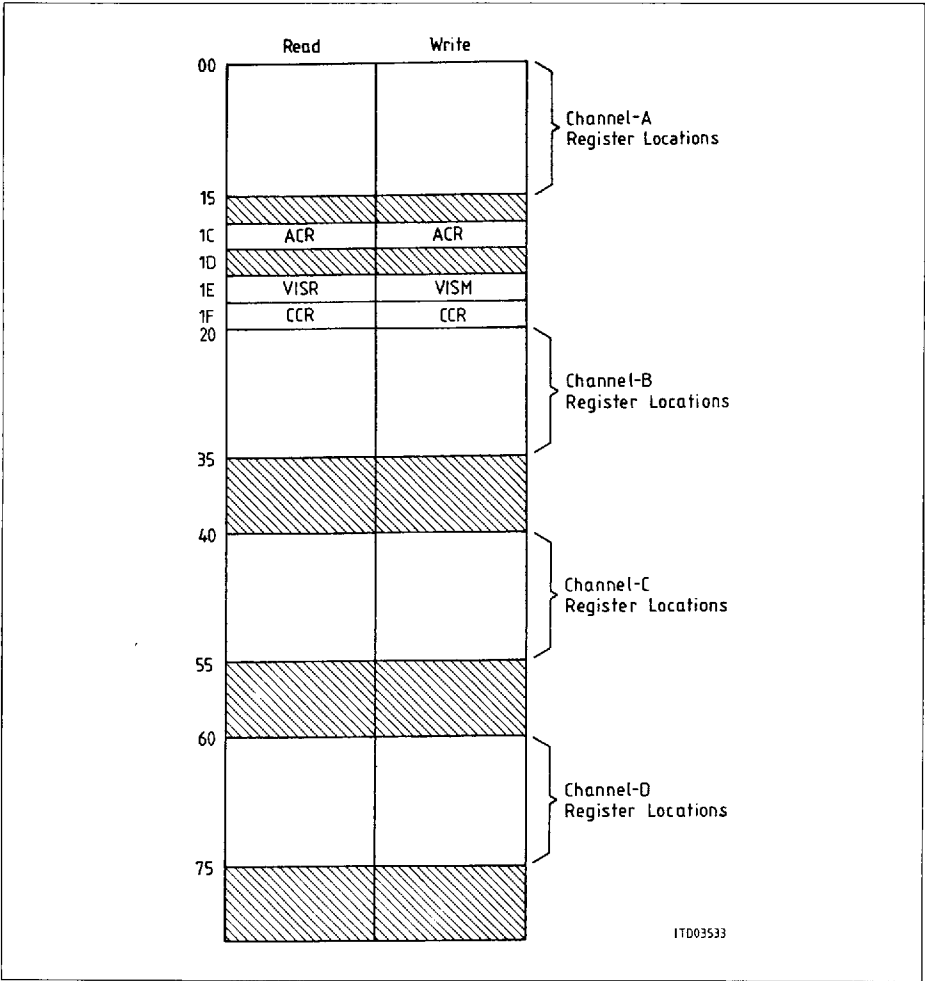 Read Write
00
Channel-A
Register Locations
15
1C ACR ACR
1D
1E VISR VISM
1F CCR CCR
20
Channel-B
Register Locations
35
40
Channel-C
Register Locations
55
60
Channel-D
Register Locations
75
ITD03533